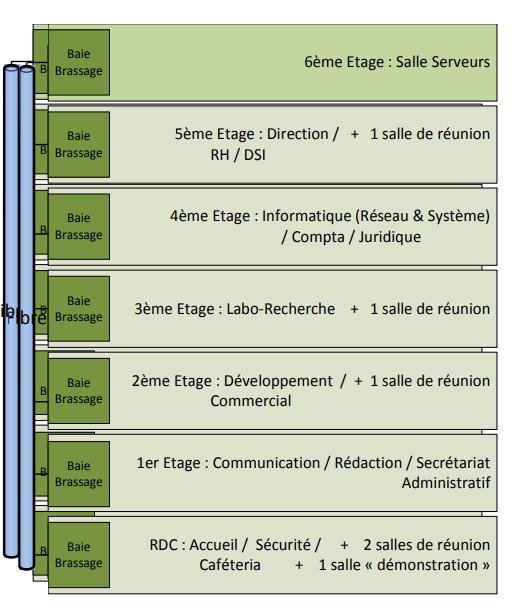 Baie
Brassage
6ème Etage : Salle Serveurs
Baie
Brassage
5ème Etage : Direction / + 1 salle de réunion
RH / DSI
Baie
Brassage
4ème Etage : Informatique (Réseau & Système)
/ Compta / Juridique
Baie
Brassage
3ème Etage : Labo-Recherche + 1 salle de réunion
Fibre
Baie
Brassage
2ème Etage : Développement / + 1 salle de réunion
Commercial
Baie
Brassage
1er Etage : Communication / Rédaction / Secrétariat
Administratif
Baie
Brassage
RDC : Accueil / Sécurité / + 2 salles de réunion
Caféteria + 1 salle « démonstration »